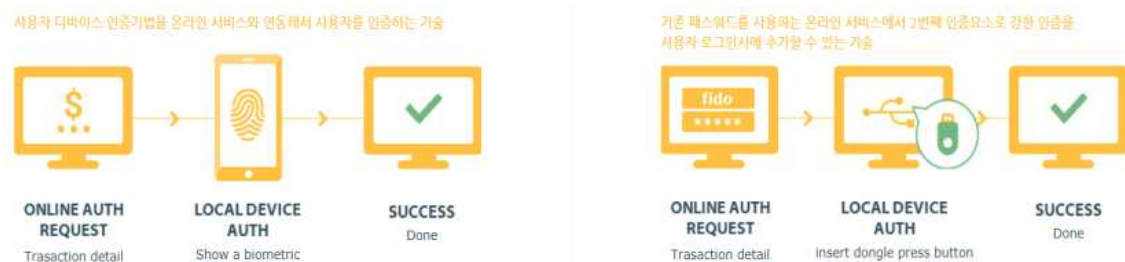 사용자 디바이스 인증기법을 온라인 서비스와 연동해서 사용자를 인증하는 기술
$
ONLINE AUTH
REQUEST
Trasaction detail
LOCAL DEVICE
AUTH
Show a biometric
SUCCESS
Done
기존 패스워드를 사용하는 온라인 서비스에서 2번째 인증요소로 강한 인증을
사용자 로그인시에 추가할 수 있는 기술
fido
*****
ONLINE AUTH
REQUEST
Trasaction detail
LOCAL DEVICE
AUTH
insert dongle press button
SUCCESS
Done